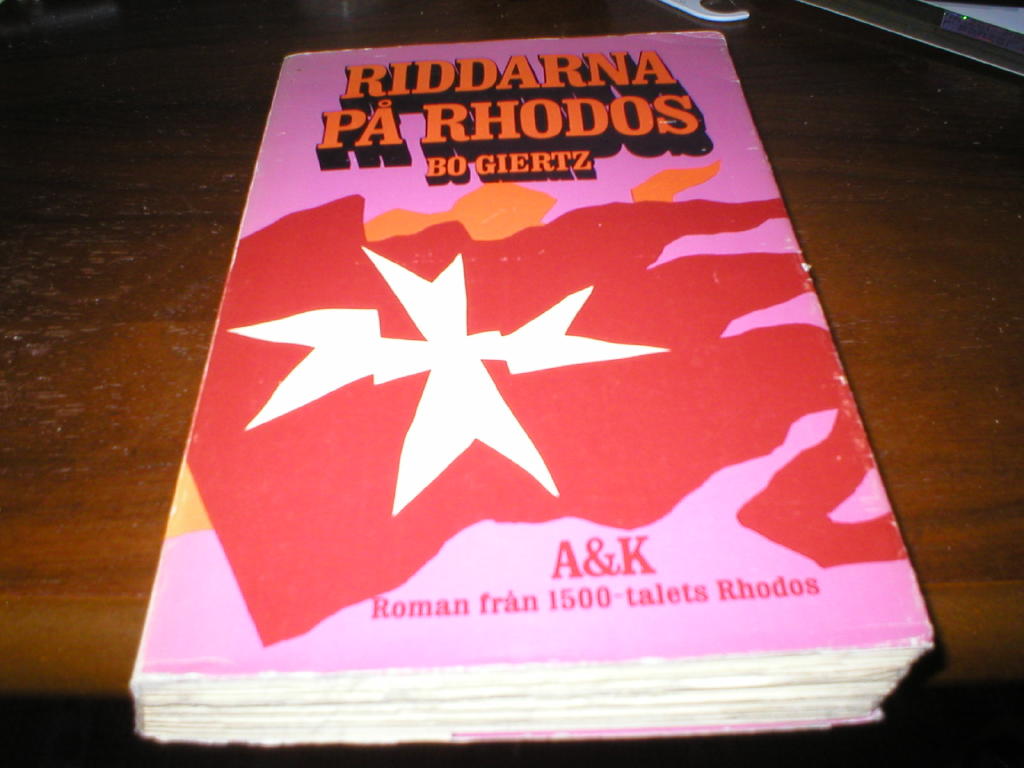 RIDDARNA
PÅ RHODOS
BO GIERTZ
A&K
Roman från 1500-talets Rhodos